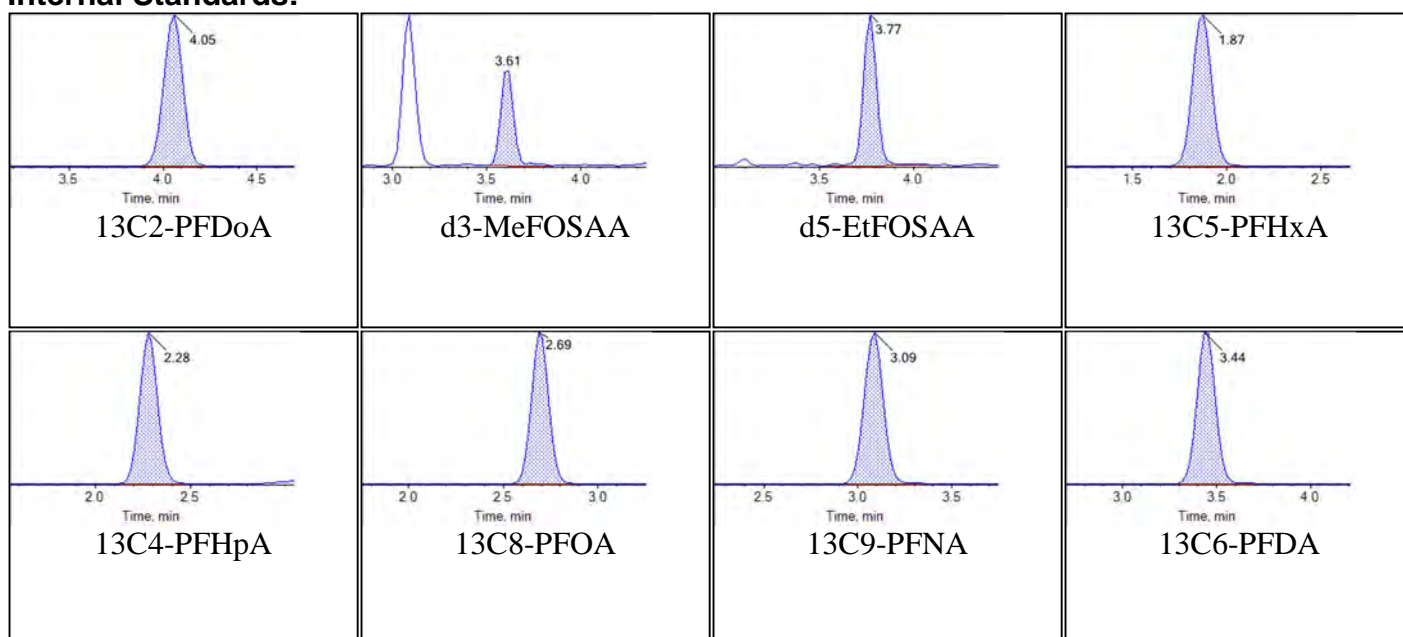 Internal Standards:
4.05
3.5 4.0 4.5
Time, min
13C2-PFDoA
3.61
3.0 3.5 4.0
Time, min
d3-MeFOSAA
3.77
3.5 4.0
Time, min
d5-EtFOSAA
1.87
1.5 2.0 2.5
Time, min
13C5-PFHxA
2.28
2.0 2.5
Time, min
13C4-PFHpA
2.69
2.0 2.5 3.0
Time, min
13C8-PFOA
3.09
2.5 3.0 3.5
Time, min
13C9-PFNA
3.44
3.0 3.5 4.0
Time, min
13C6-PFDA